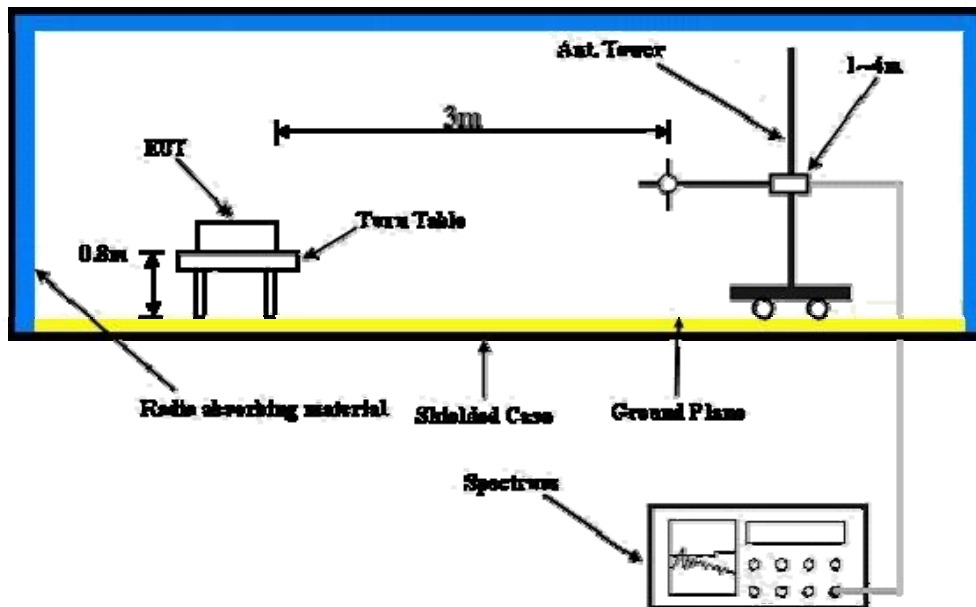 Ant. Tower
1~4m
3m
EUT
Turn Table
0.8m
Radio absorbing material
Shielded Case
Ground Plane
Spectrum